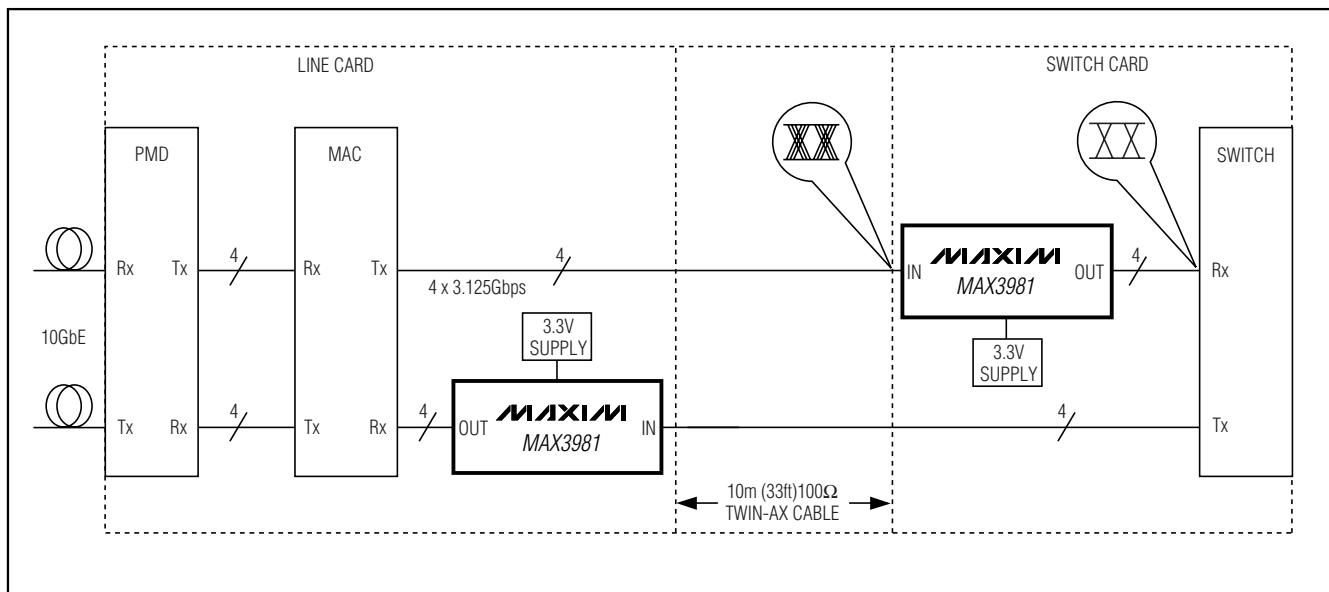 LINE CARD
SWITCH CARD
PMD
MAC
SWITCH
4
4
4
Rx
Tx
Rx
Tx
IN
MAXIM
OUT
Rx
MAX3981
4 x 3.125Gbps
10GbE
3.3V
SUPPLY
3.3V
SUPPLY
4
4
4
Tx
Rx
Tx
Rx
OUT
MAXIM
IN
Tx
MAX3981
10m (33ft)100Ω
TWIN-AX CABLE